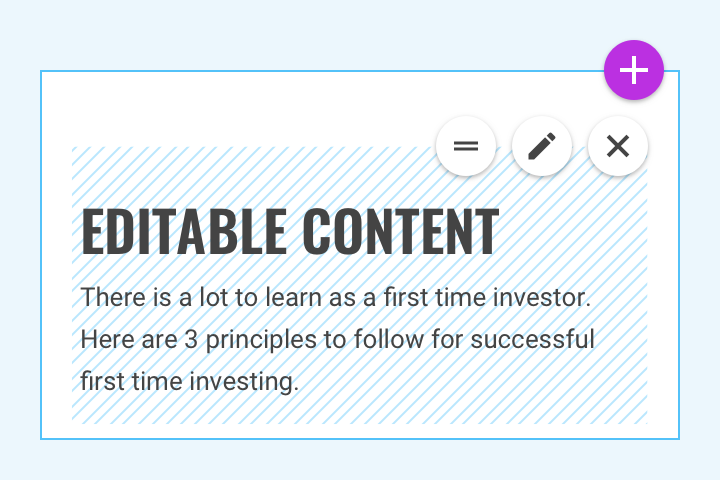 EDITABLE CONTENT
There is a lot to learn as a first time investor.
Here are 3 principles to follow for successful
first time investing.